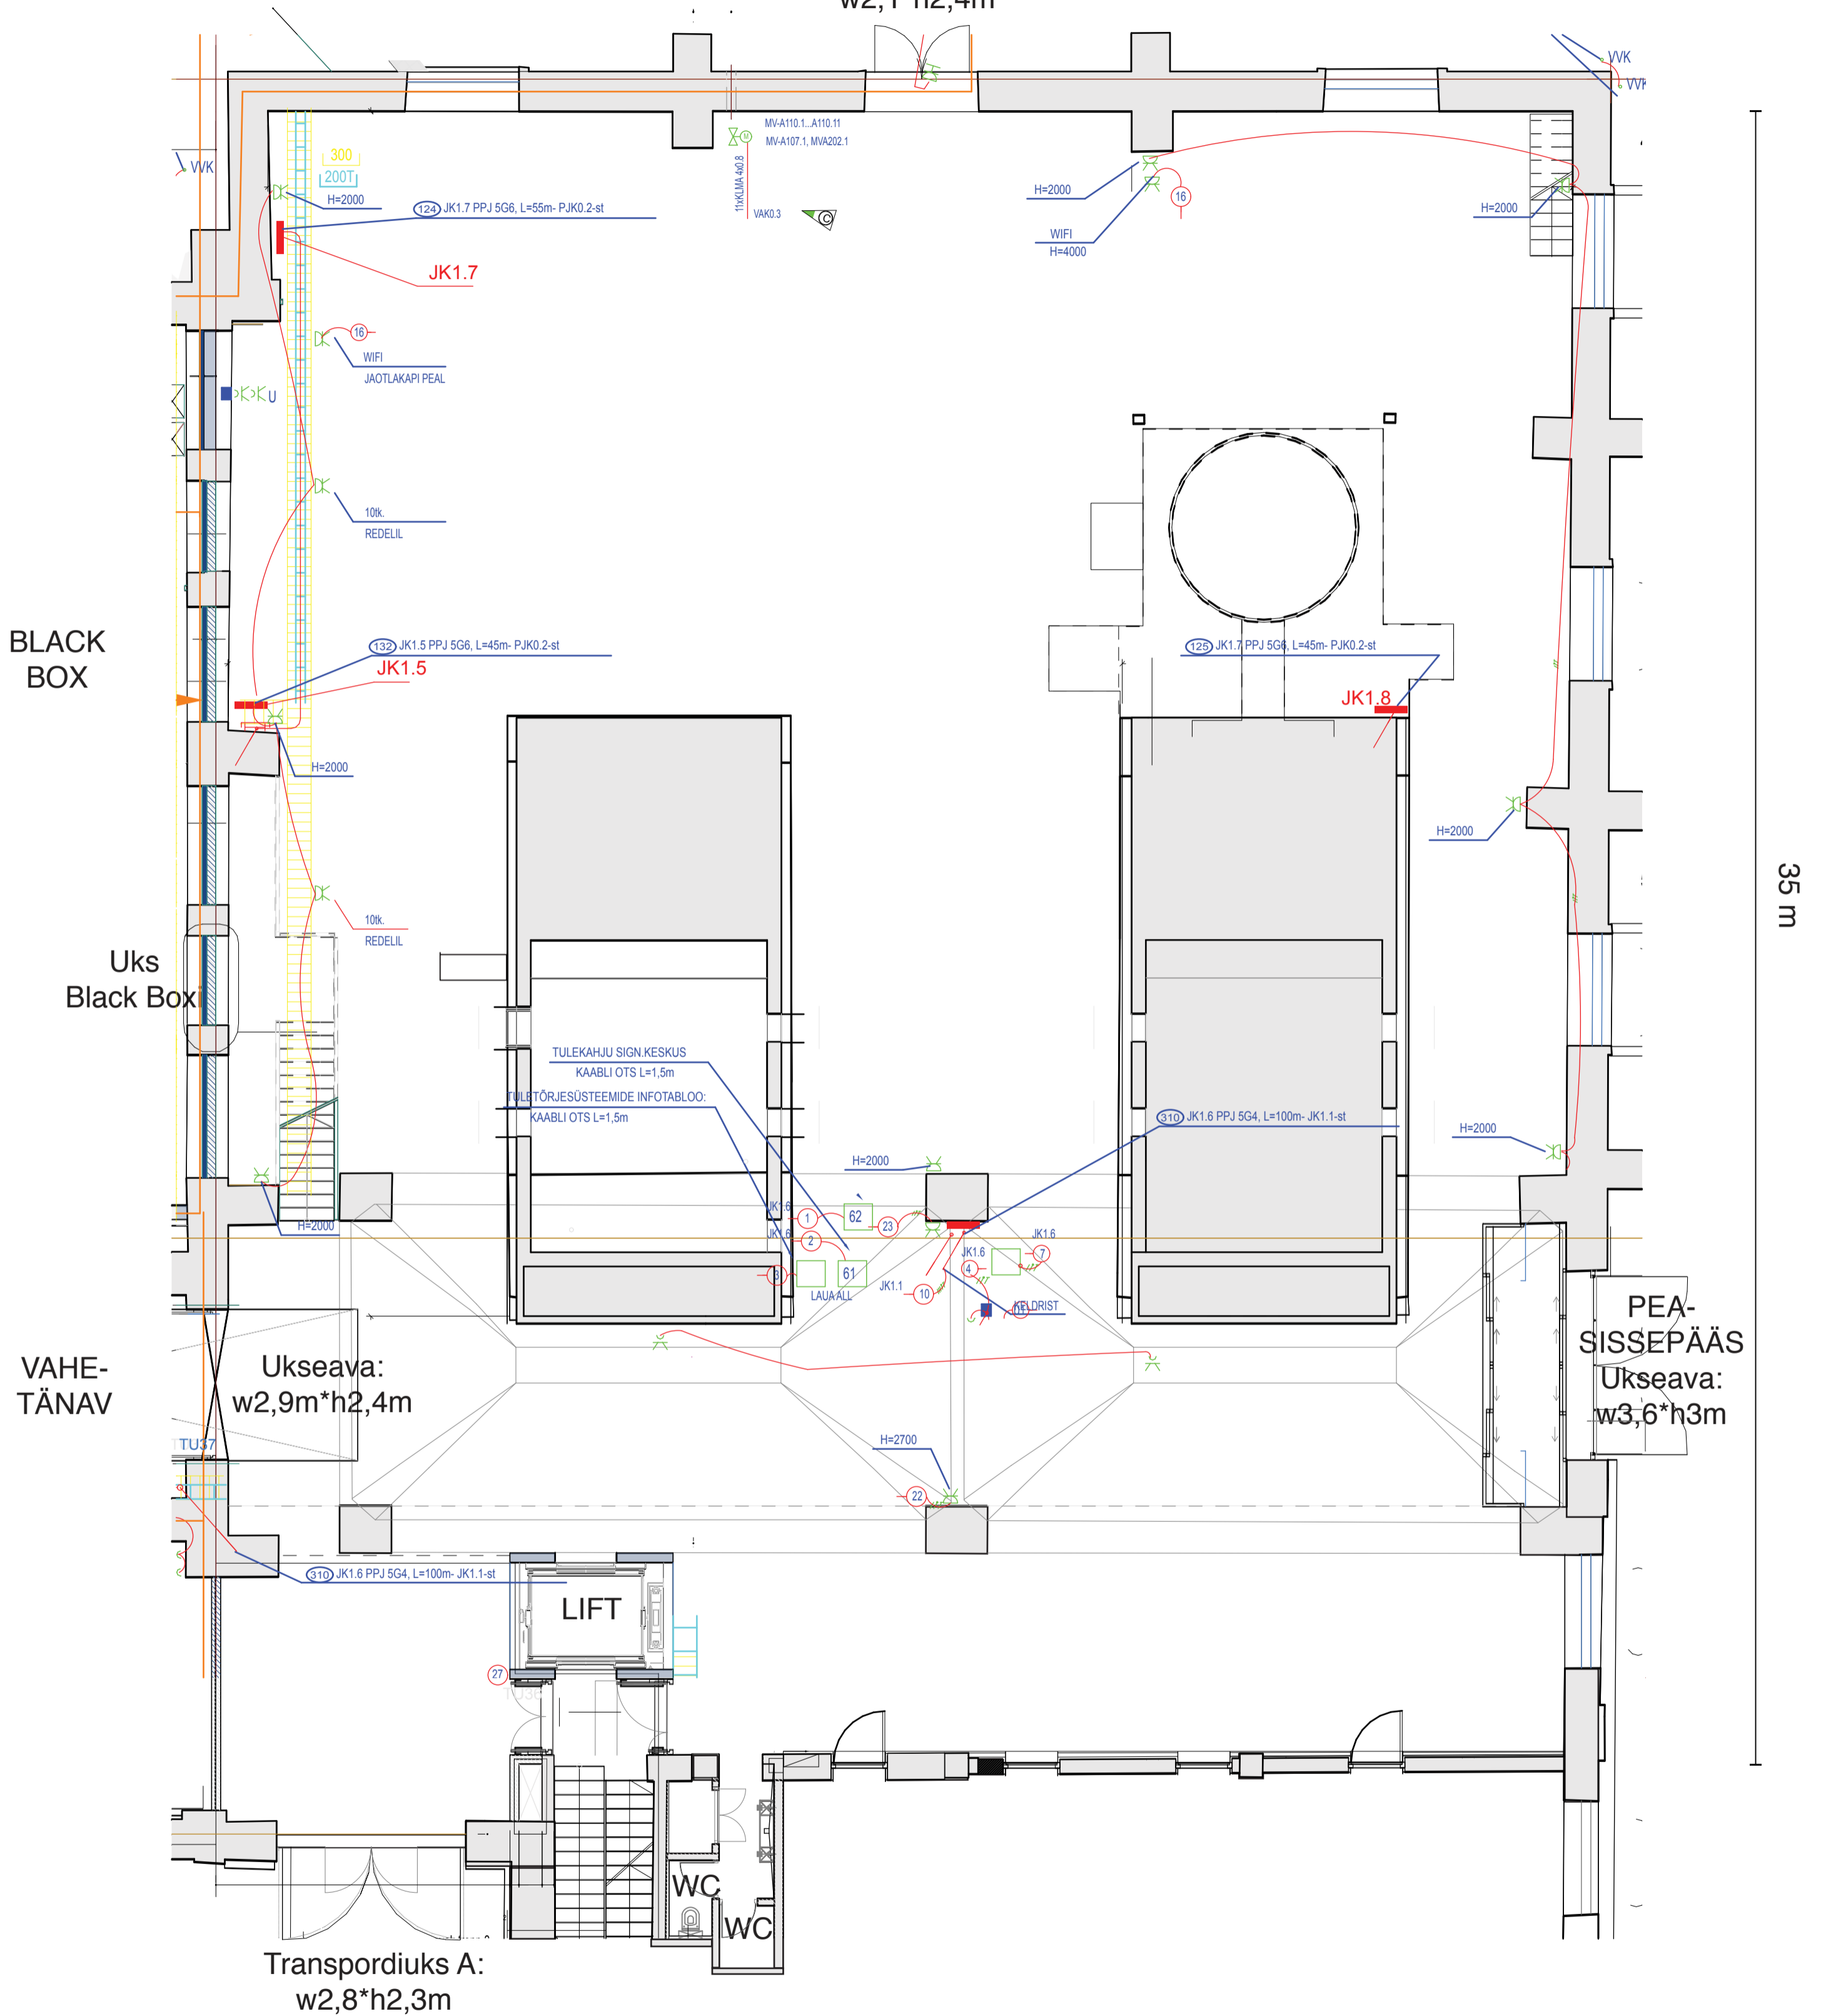 w2,1*h2,4m
VVK
VVK
VVK
MV-A110.1...A110.11
MV-A107.1, MVA202.1
M
11xKLMA 4x0.8
VAK0.3
C
300
200T
H=2000
124 JK1.7 PPJ 5G6, L=55m- PJK0.2-st
JK1.7
H=2000
16
WIFI
H=4000
H=2000
16
WIFI
JAOTLAKAPI PEAL
U
10tk.
REDELIL
BLACK
BOX
132 JK1.5 PPJ 5G6, L=45m- PJK0.2-st
JK1.5
125 JK1.7 PPJ 5G6, L=45m- PJK0.2-st
JK1.8
H=2000
H=2000
35 m
10tk.
REDELIL
Uks
Black Boxi
TULEKAHJU SIGN.KESKUS
KAABLI OTS L=1,5m
TULETÕRJESÜSTEEMIDE INFOTABLOO:
KAABLI OTS L=1,5m
310 JK1.6 PPJ 5G4, L=100m- JK1.1-st
H=2000
H=2000
H=2000
JK1.6
1
62
23
JK1.6
2
JK1.6
JK1.6
7
4
3
61
LAUA ALL
JK1.1
10
KELDRIST
PEA-
SISSEPÄÄS
Ukseava:
w3,6*h3m
VAHE-
TÄNAV
Ukseava:
w2,9m*h2,4m
TU37
H=2700
22
310 JK1.6 PPJ 5G4, L=100m- JK1.1-st
LIFT
27
TU36
WC
WC
Transpordiuks A:
w2,8*h2,3m